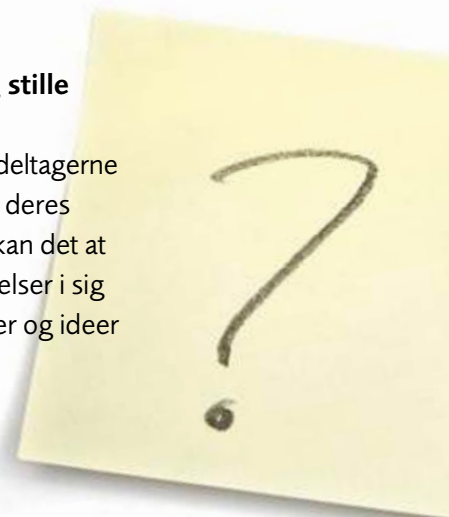 stille
deltagerne
deres
kan det at
elser i sig
er og ideer
?